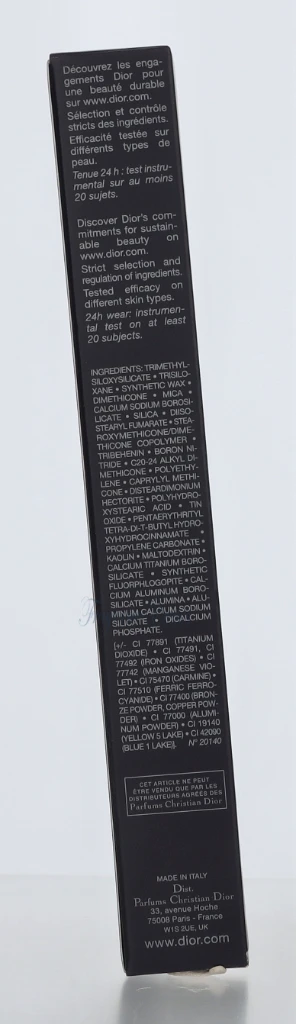 Découvrez les enga-
gements Dior pour
une beauté durable
sur www.dior.com.
Sélection et contrôle
stricts des ingrédients.
Efficacité testée sur
différents types de
peau.
Tenue 24 h : test instru-
mental sur au moins
20 sujets.
Discover Dior's com-
mitments for sustain-
able beauty on
www.dior.com.
Strict selection and
regulation of ingredients.
Tested efficacy on
different skin types.
24h wear: instrumen-
tal test on at least
20 subjects.
INGREDIENTS: TRIMETHYL-
SILOXYSILICATE • TRISILO-
XANE • SYNTHETIC WAX •
DIMETHICONE • MICA •
CALCIUM SODIUM BOROSI-
LICATE • SILICA • DIISO-
STEARYL FUMARATE • STEA-
ROXYMETHICONE/DIME-
THICONE COPOLYMER •
TRIBEHENIN • BORON NI-
TRIDE • C20-24 ALKYL DI-
METHICONE • POLYETHY-
LENE • CAPRYLYL METHI-
CONE • DISTEARDIMONIUM
HECTORITE • POLYHYDRO-
XYSTEARIC ACID • TIN
OXIDE • PENTAERYTHRITYL
TETRA-DI-T-BUTYL HYDRO-
XYHYDROCINNAMATE •
PROPYLENE CARBONATE •
KAOLIN • MALTODEXTRIN •
CALCIUM TITANIUM BORO-
SILICATE • SYNTHETIC
FLUORPHLOGOPITE • CAL-
CIUM ALUMINUM BORO-
SILICATE • ALUMINA • ALU-
MINUM CALCIUM SODIUM
SILICATE • DICALCIUM
PHOSPHATE.
[+/- CI 77891 (TITANIUM
DIOXIDE) • CI 77491, CI
77492 (IRON OXIDES) • CI
77742 (MANGANESE VIO-
LET) • CI 75470 (CARMINE) •
CI 77510 (FERRIC FERRO-
CYANIDE) • CI 77400 (BRON-
ZE POWDER, COPPER POW-
DER) • CI 77000 (ALUMI-
NUM POWDER) • CI 19140
(YELLOW 5 LAKE) • CI 42090
(BLUE 1 LAKE)]. N° 20140
CET ARTICLE NE PEUT
ÊTRE VENDU QUE PAR LES
DISTRIBUTEURS AGRÉÉS DES
Parfums Christian Dior
MADE IN ITALY
Dior.
Parfums Christian Dior
33, avenue Hoche
75008 Paris - France
W1S 2UE, UK
www.dior.com